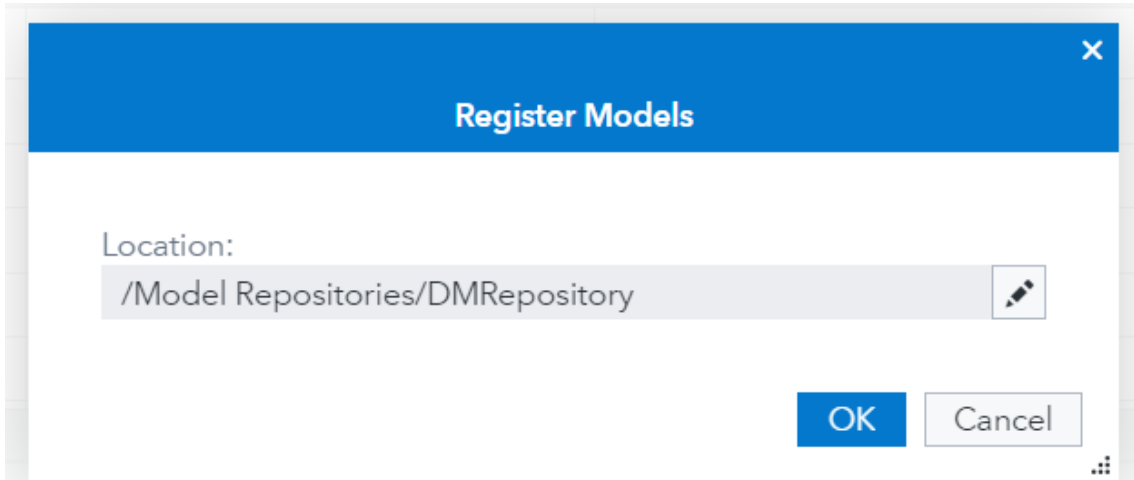 Register Models
Location:
/Model Repositories/DMRepository
OK
Cancel